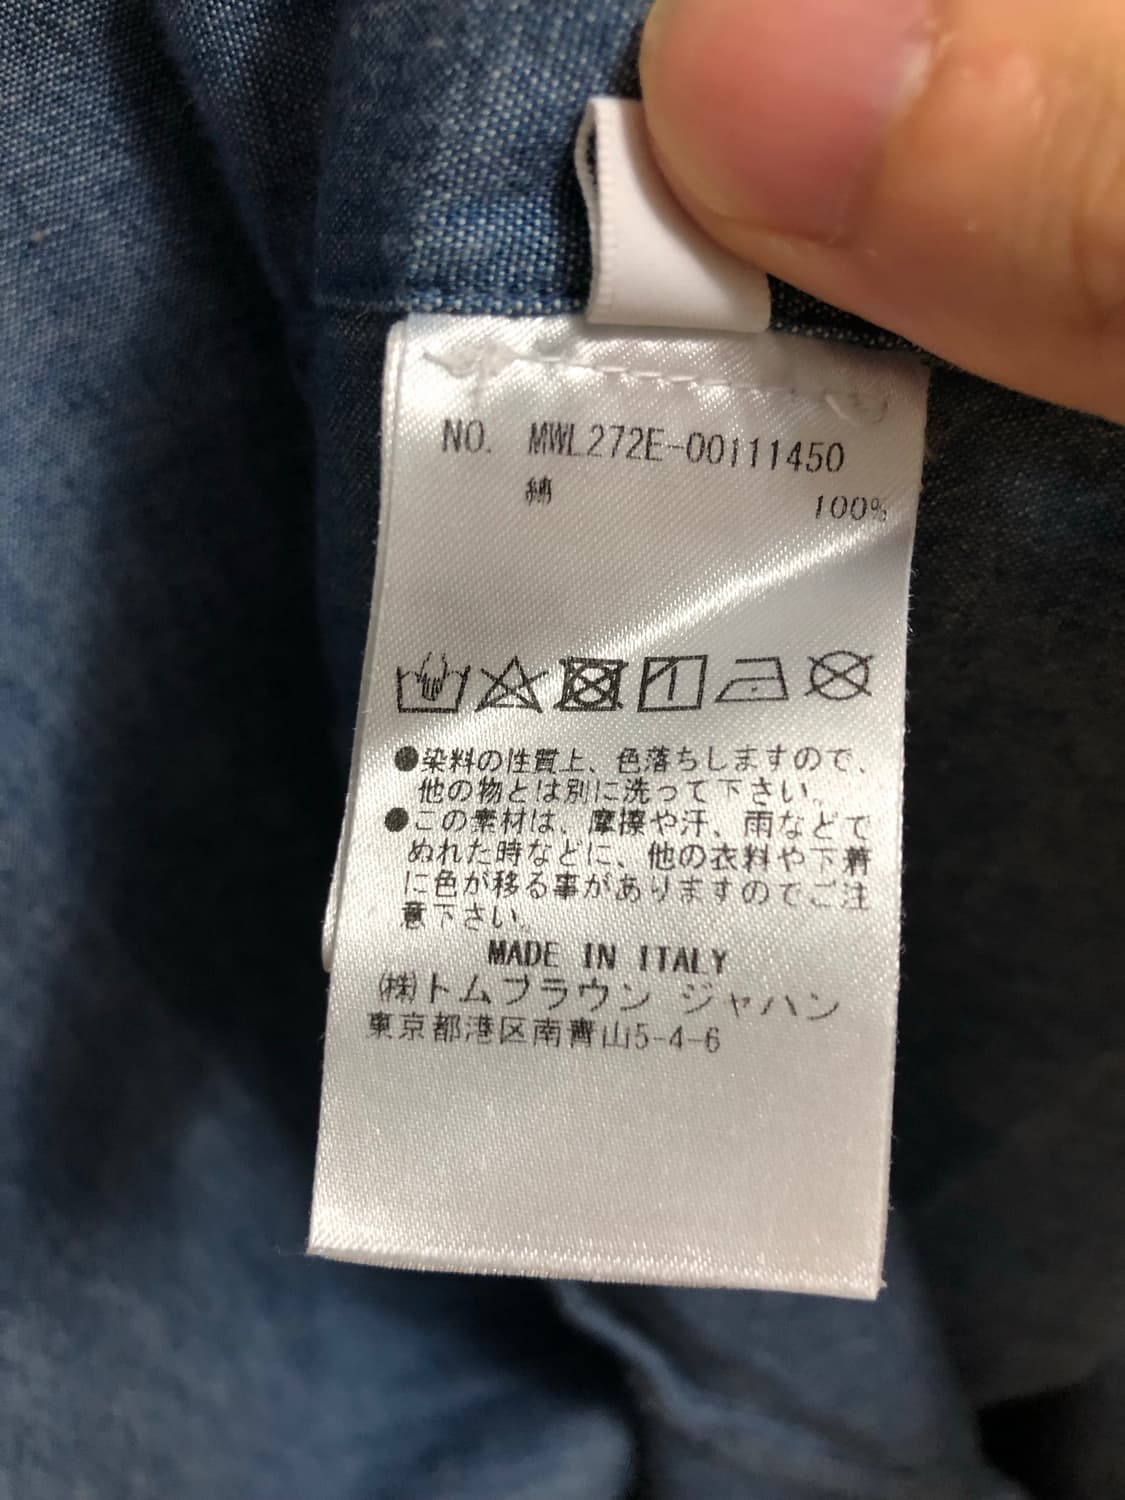 NO. MWL272E-00111450
綿 100%
●染料の性質上、色落ちしますので、
他の物とは別に洗って下さい。
●この素材は、摩擦や汗、雨などで
ぬれた時などに、他の衣料や下着
に色が移る事がありますのでご注
意下さい。
MADE IN ITALY
㈱トムブラウン ジャパン
東京都港区南青山5-4-6